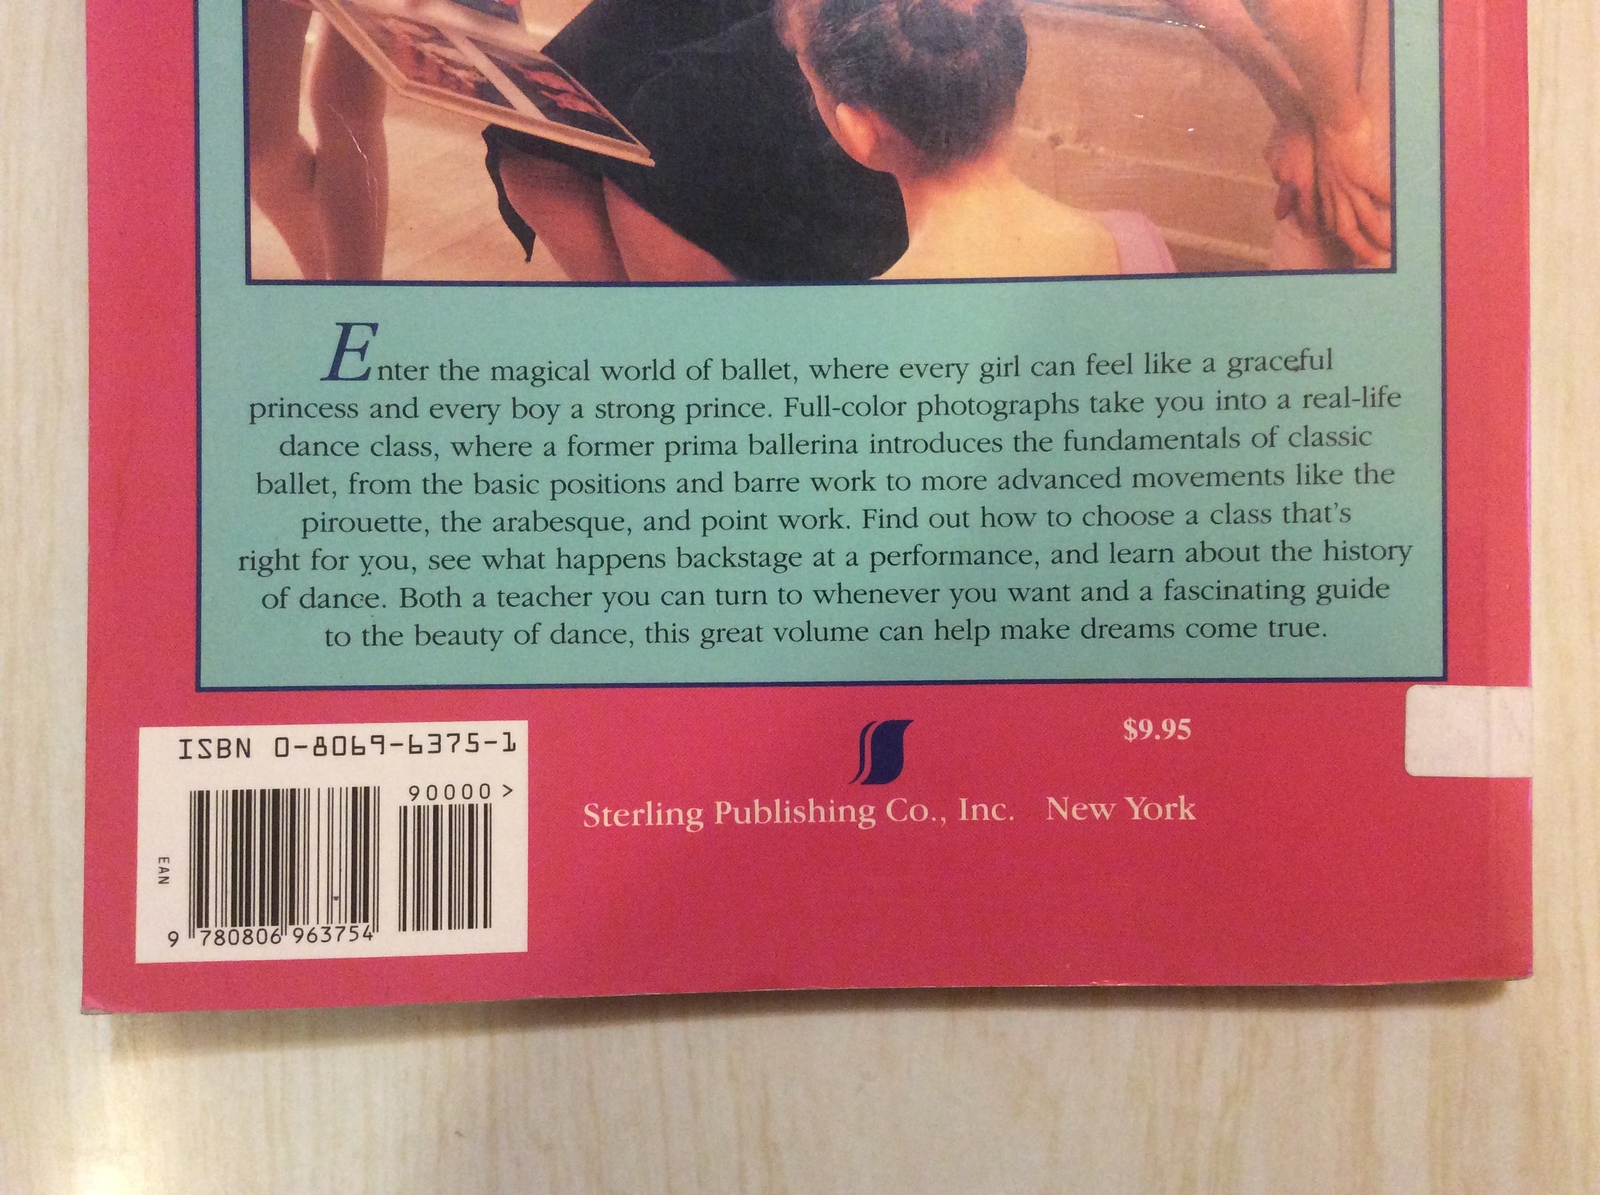 Enter the magical world of ballet, where every girl can feel like a graceful
princess and every boy a strong prince. Full-color photographs take you into a real-life
dance class, where a former prima ballerina introduces the fundamentals of classic
ballet, from the basic positions and barre work to more advanced movements like the
pirouette, the arabesque, and point work. Find out how to choose a class that's
right for you, see what happens backstage at a performance, and learn about the history
of dance. Both a teacher you can turn to whenever you want and a fascinating guide
to the beauty of dance, this great volume can help make dreams come true.
ISBN 0-8069-6375-1
90000 >
EAN
9 780806 963754
$9.95
Sterling Publishing Co., Inc. New York